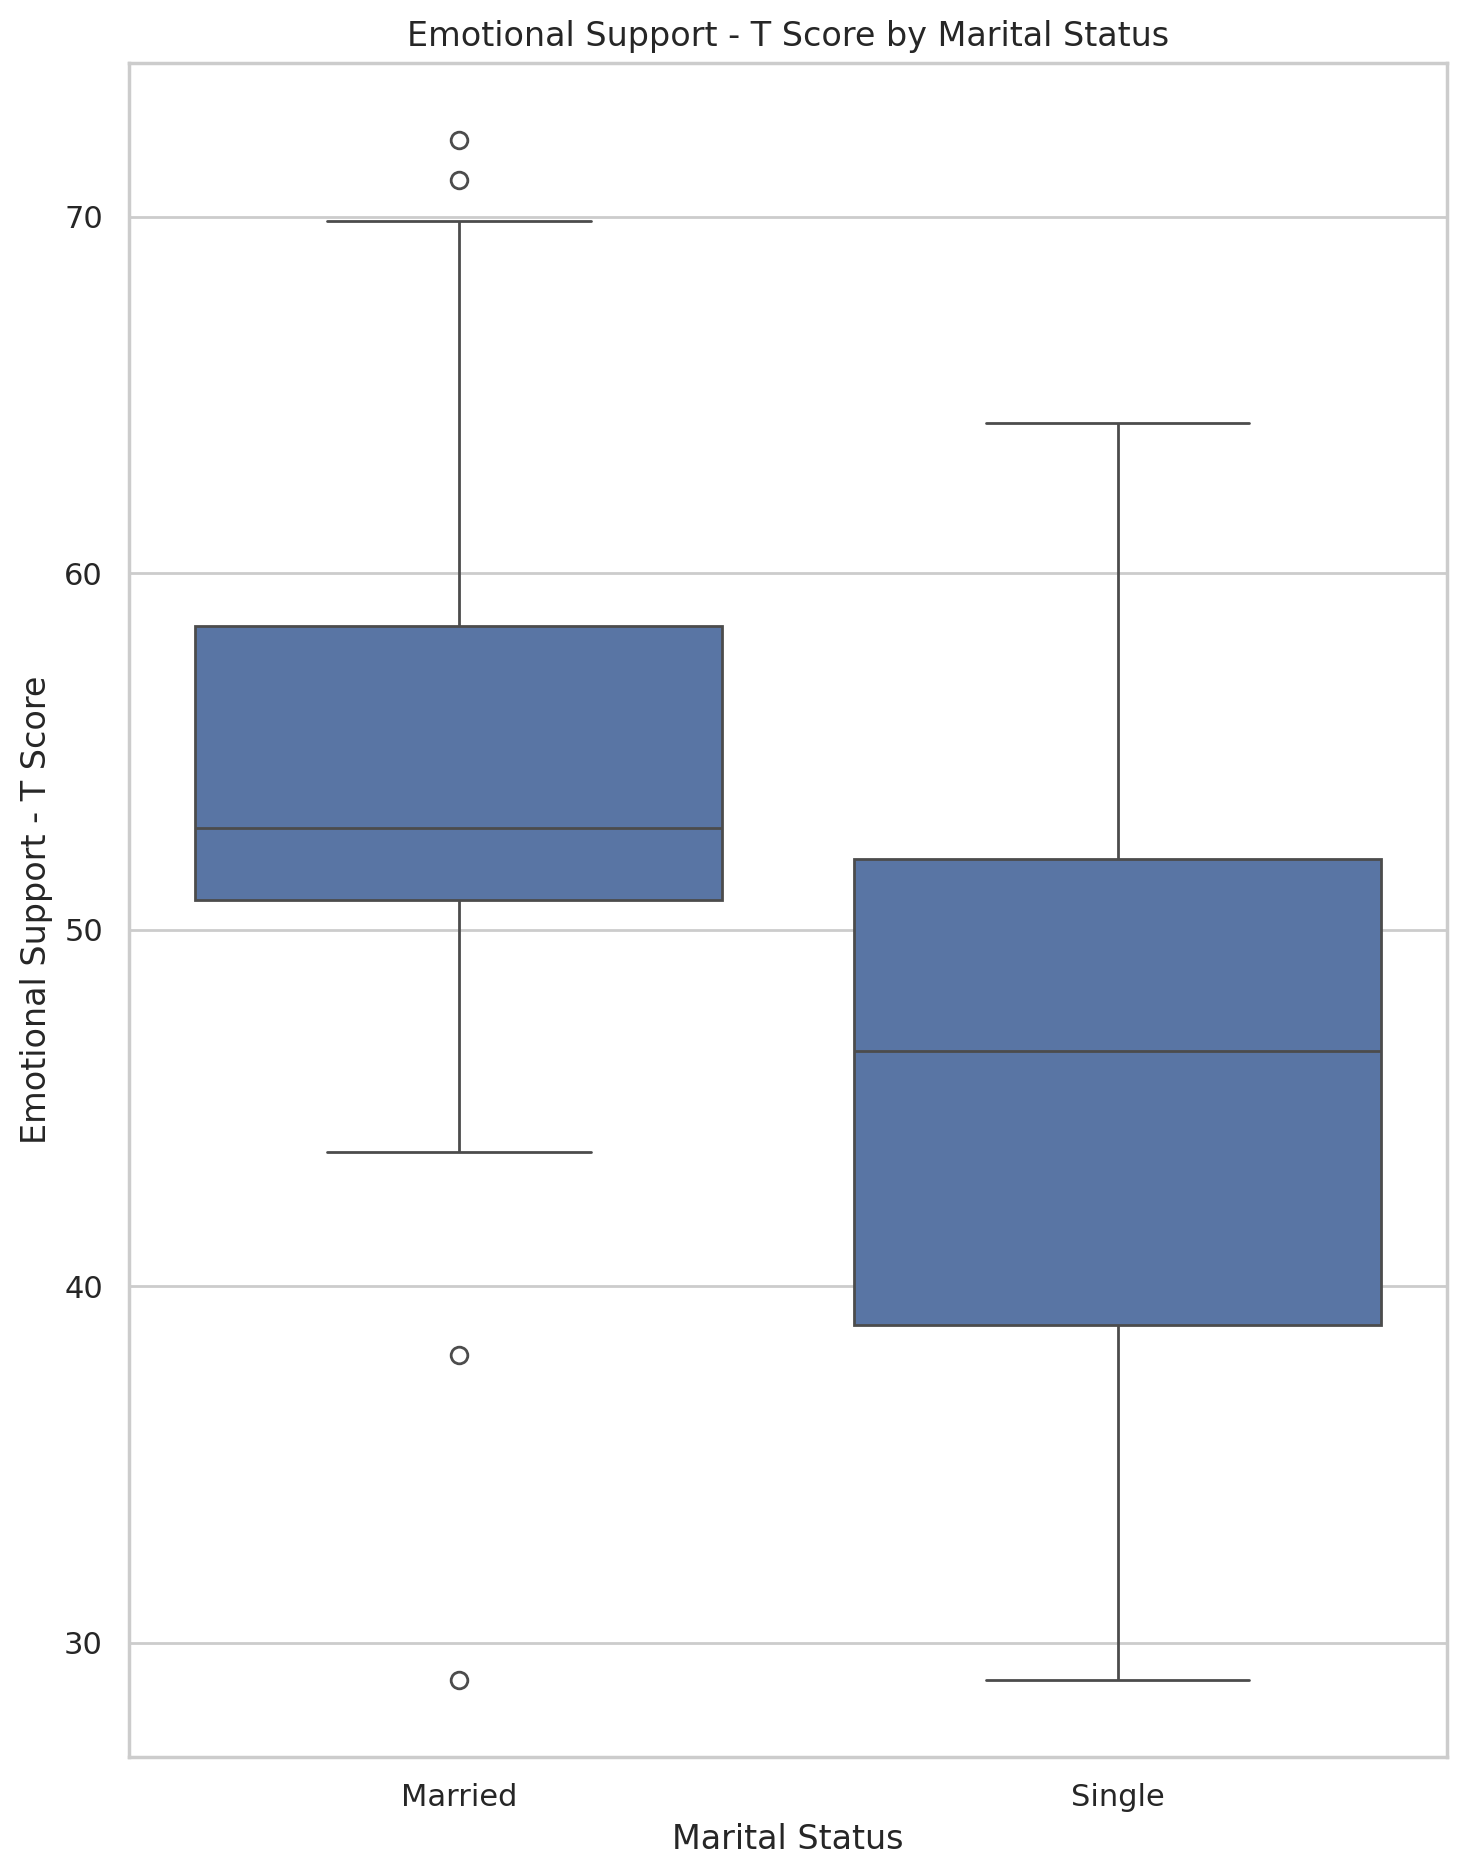 Emotional Support - T Score by Marital Status
Emotional Support - T Score
70
60
50
40
30
Married
Single
Marital Status